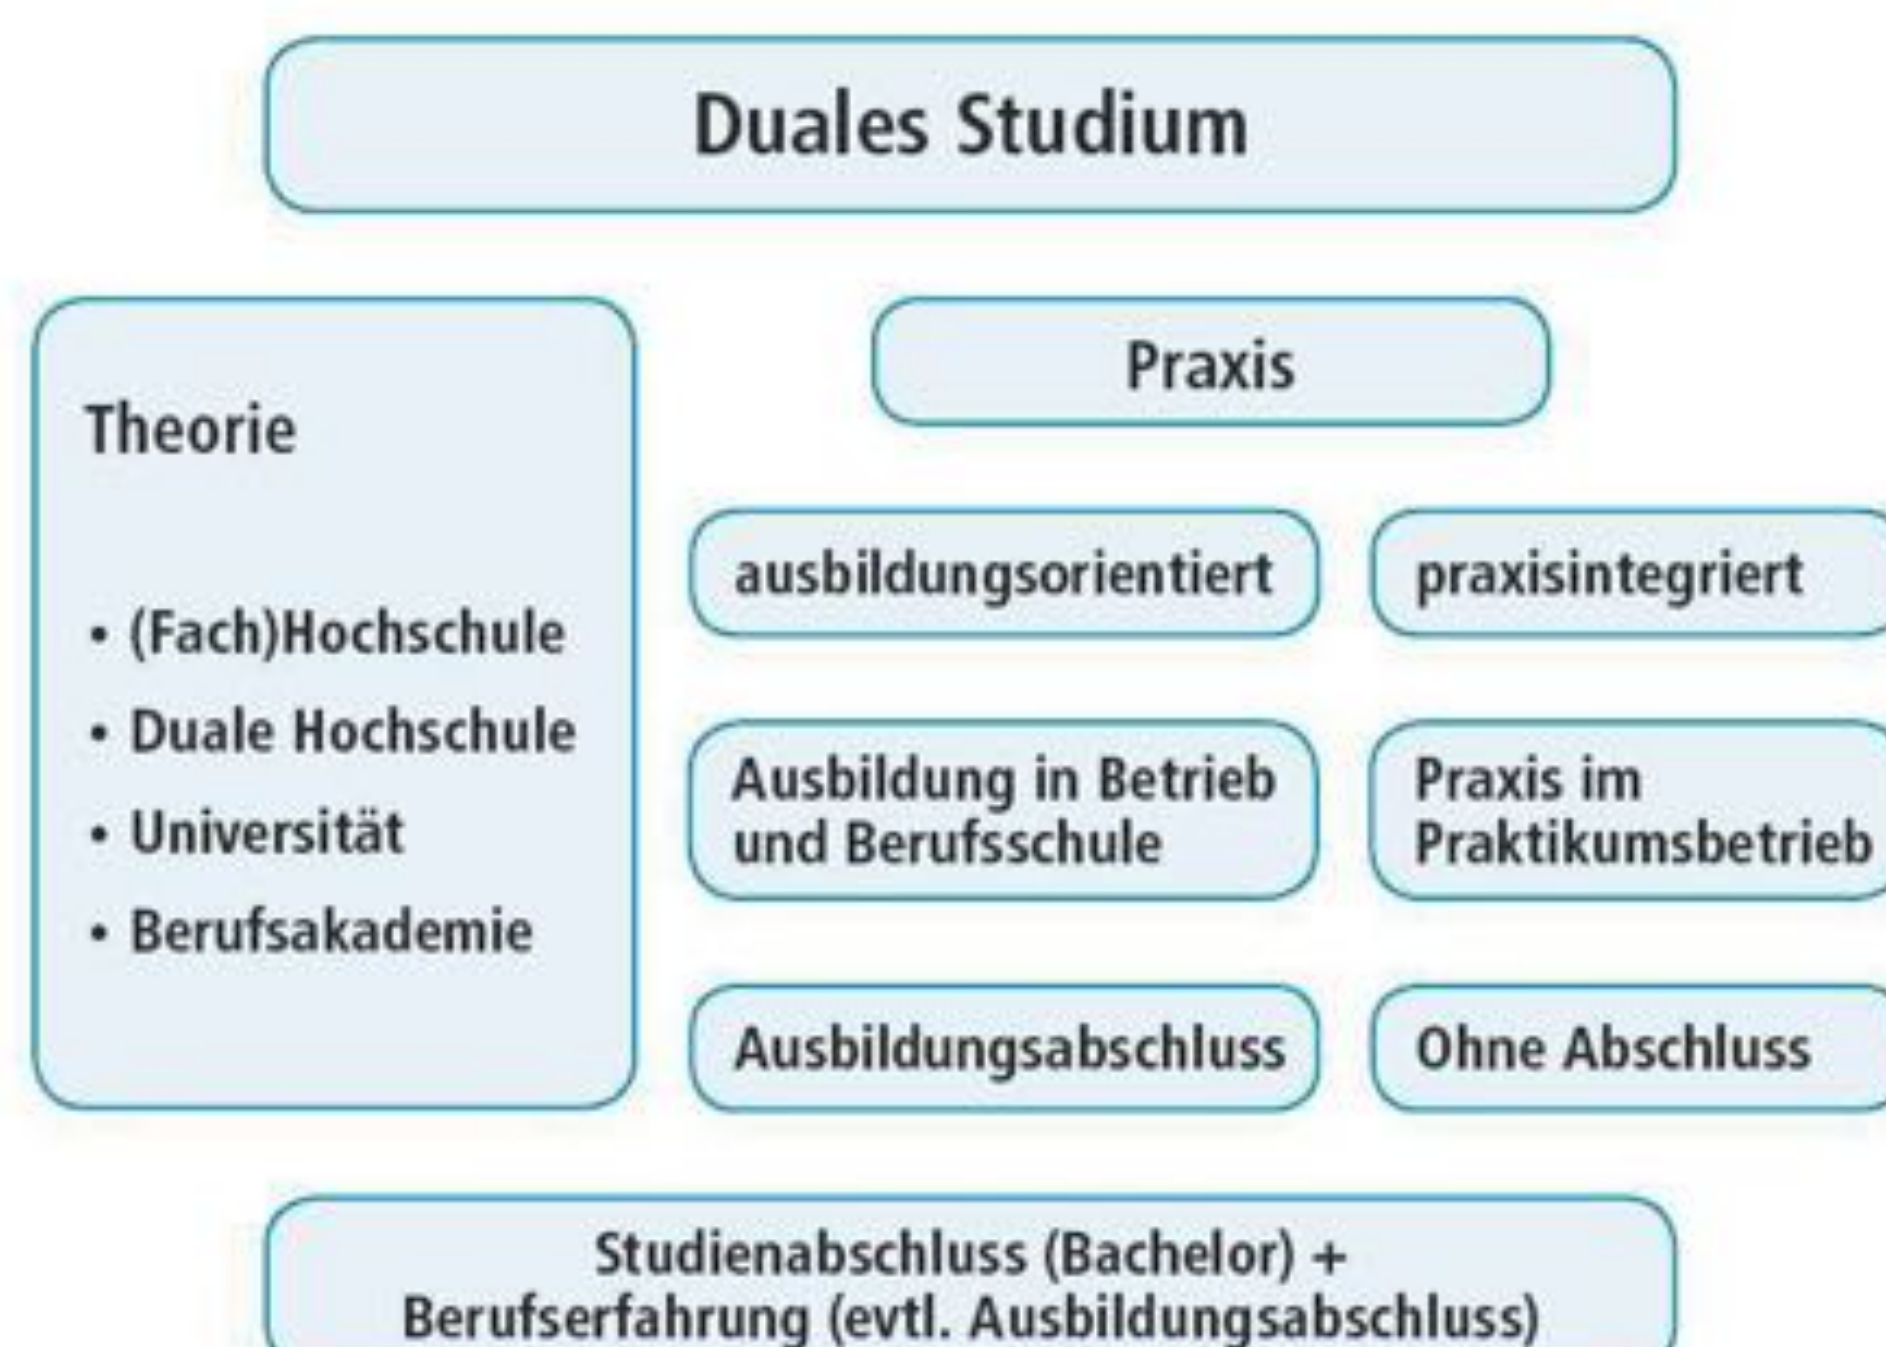 Duales Studium
Theorie
• (Fach)Hochschule
• Duale Hochschule
• Universität
• Berufsakademie
Praxis
ausbildungsorientiert
praxisintegriert
Ausbildung in Betrieb
und Berufsschule
Praxis im
Praktikumsbetrieb
Ausbildungsabschluss
Ohne Abschluss
Studienabschluss (Bachelor) +
Berufserfahrung (evtl. Ausbildungsabschluss)